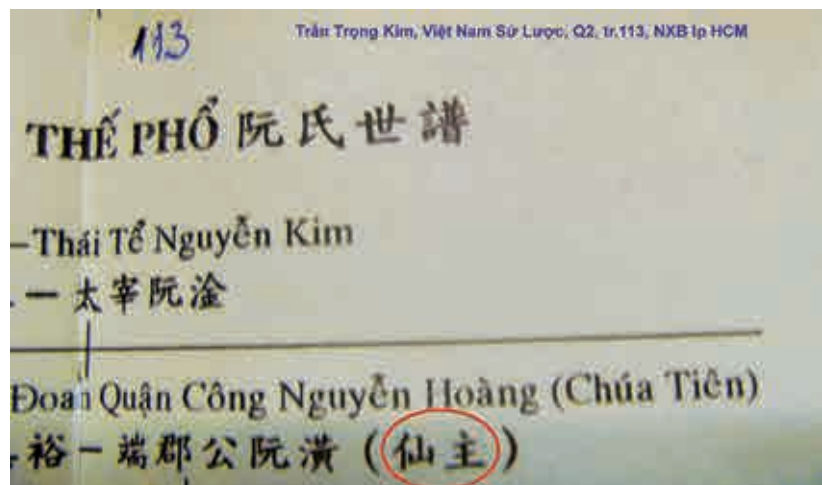 113
Trần Trọng Kim, Việt Nam Sử Lược, Q2, tr.113, NXB tp HCM
THẾ PHỔ 阮氏世譜
–Thái Tể Nguyễn Kim
一太宰阮淦
Đoan Quận Công Nguyễn Hoàng (Chúa Tiên)
裕一端郡公阮潢 (仙主)